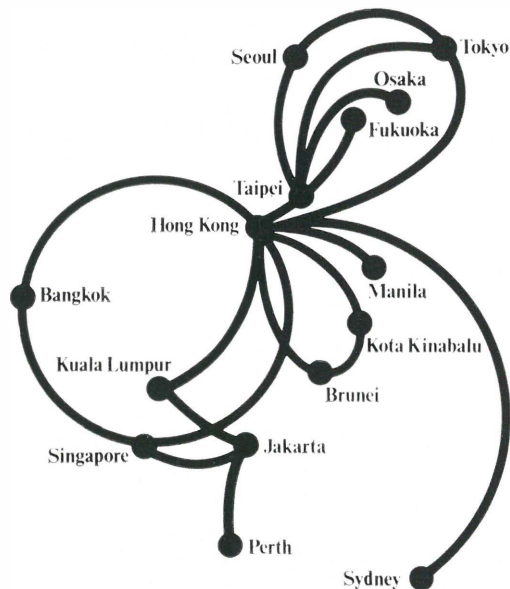 Seoul
Tokyo
Osaka
Fukuoka
Taipei
Hong Kong
Manila
Bangkok
Kota Kinabalu
Kuala Lumpur
Brunei
Singapore
Jakarta
Perth
Sydney